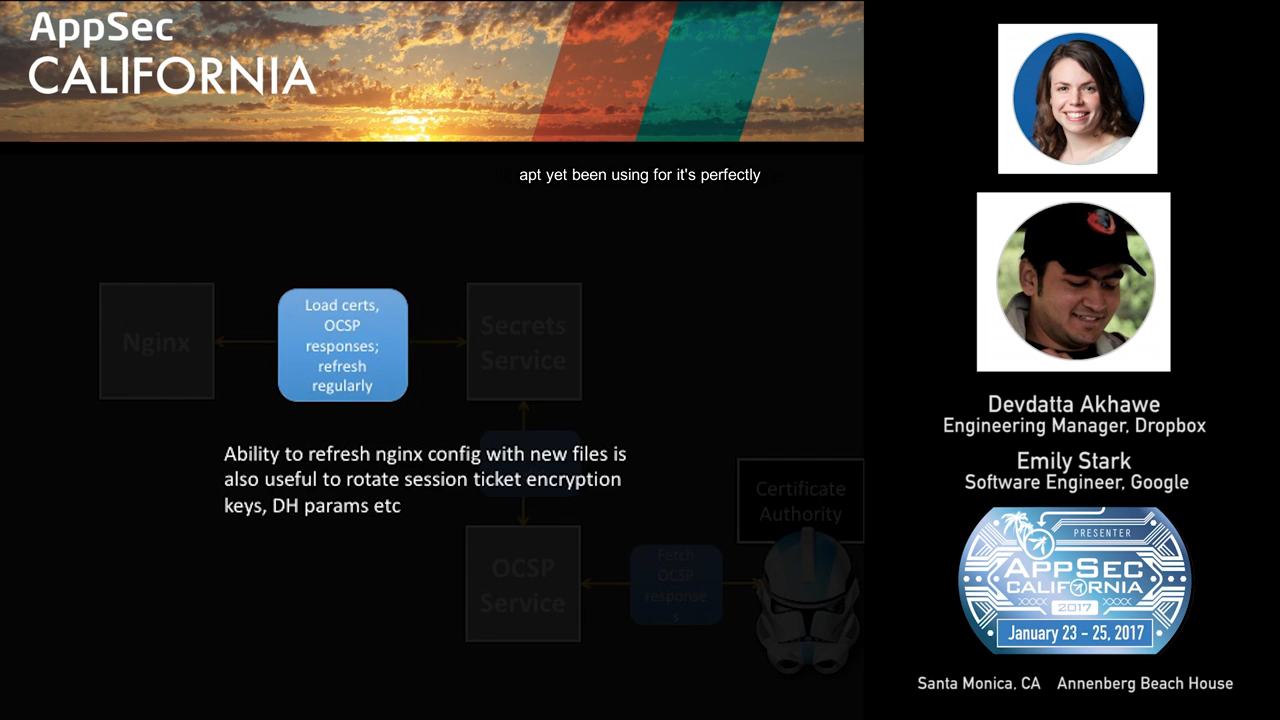 AppSec
CALIFORNIA
apt yet been using for it's perfectly
Nginx
Load certs,
OCSP
responses;
refresh
regularly
Secrets
Service
Ability to refresh nginx config with new files is
also useful to rotate session ticket encryption
keys, DH params etc
Certificate
Authority
OCSP
Service
Fetch
OCSP
response
s
Devdatta Akhawe
Engineering Manager, Dropbox
Emily Stark
Software Engineer, Google
PRESENTER
APPSEC
CALIFORNIA
2017
January 23 - 25, 2017
Santa Monica, CA Annenberg Beach House